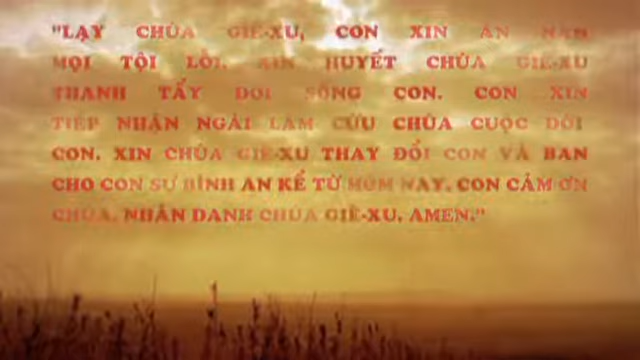 "LẠY CHÚA GIÊ-XU, CON XIN ĂN NĂN
MỌI TỘI LỖI. XIN HUYẾT CHÚA GIÊ-XU
THANH TẨY ĐỜI SỐNG CON. CON XIN
TIẾP NHẬN NGÀI LÀM CỨU CHÚA CUỘC ĐỜI
CON. XIN CHÚA GIÊ-XU THAY ĐỔI CON VÀ BAN
CHO CON SỰ BÌNH AN KỂ TỪ HÔM NAY. CON CẢM ƠN
CHÚA. NHÂN DANH CHÚA GIÊ-XU. AMEN."